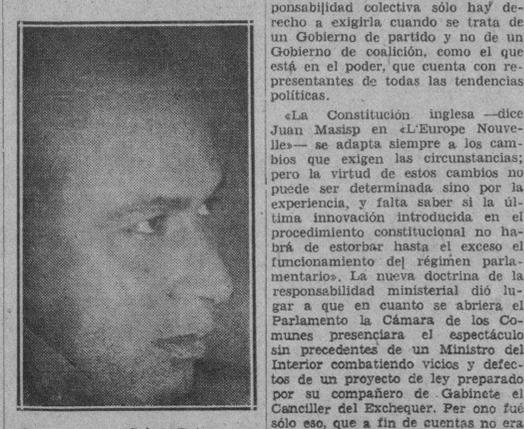 ponsabilidad colectiva sólo hay de-
recho a exigirla cuando se trata de
un Gobierno de partido y no de un
Gobierno de coalición, como el que
está en el poder, que cuenta con re-
presentantes de todas las tendencias
políticas.
«La Constitución inglesa —dice
Juan Masisp en «L'Europe Nouve-
lle»— se adapta siempre a los cam-
bios que exigen las circunstancias;
pero la virtud de estos cambios no
puede ser determinada sino por la
experiencia, y falta saber si la úl-
tima innovación introducida en el
procedimiento constitucional no ha-
brá de estorbar hasta el exceso el
funcionamiento del régimen parla-
mentario». La nueva doctrina de la
responsabilidad ministerial dió lu-
gar a que en cuanto se abriera el
Parlamento la Cámara de los Co-
munes presenciara el espectáculo
sin precedentes de un Ministro del
Interior combatiendo vicios y defec-
tos de un proyecto de ley preparado
por su compañero de Gabinete el
Canciller del Exchequer. Per ono fué
sólo eso, que a fin de cuentas no era